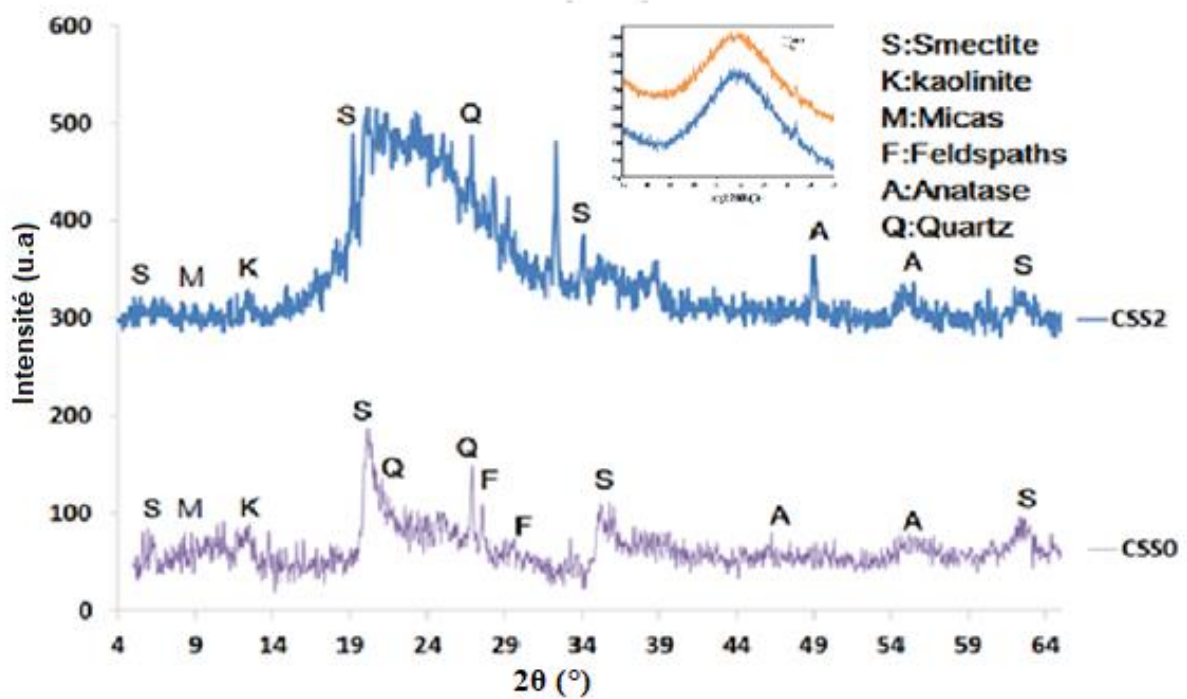 600
500
400
300
200
100
0
Intensité (u.a)
4 9 14 19 24 29 34 39 44 49 54 59 64
2θ (°)
S:Smectite
K:kaolinite
M:Micas
F:Feldspaths
A:Anatase
Q:Quartz
S M K S Q S A A S
CSS2
S M K S Q Q F F S A A S
CSS0